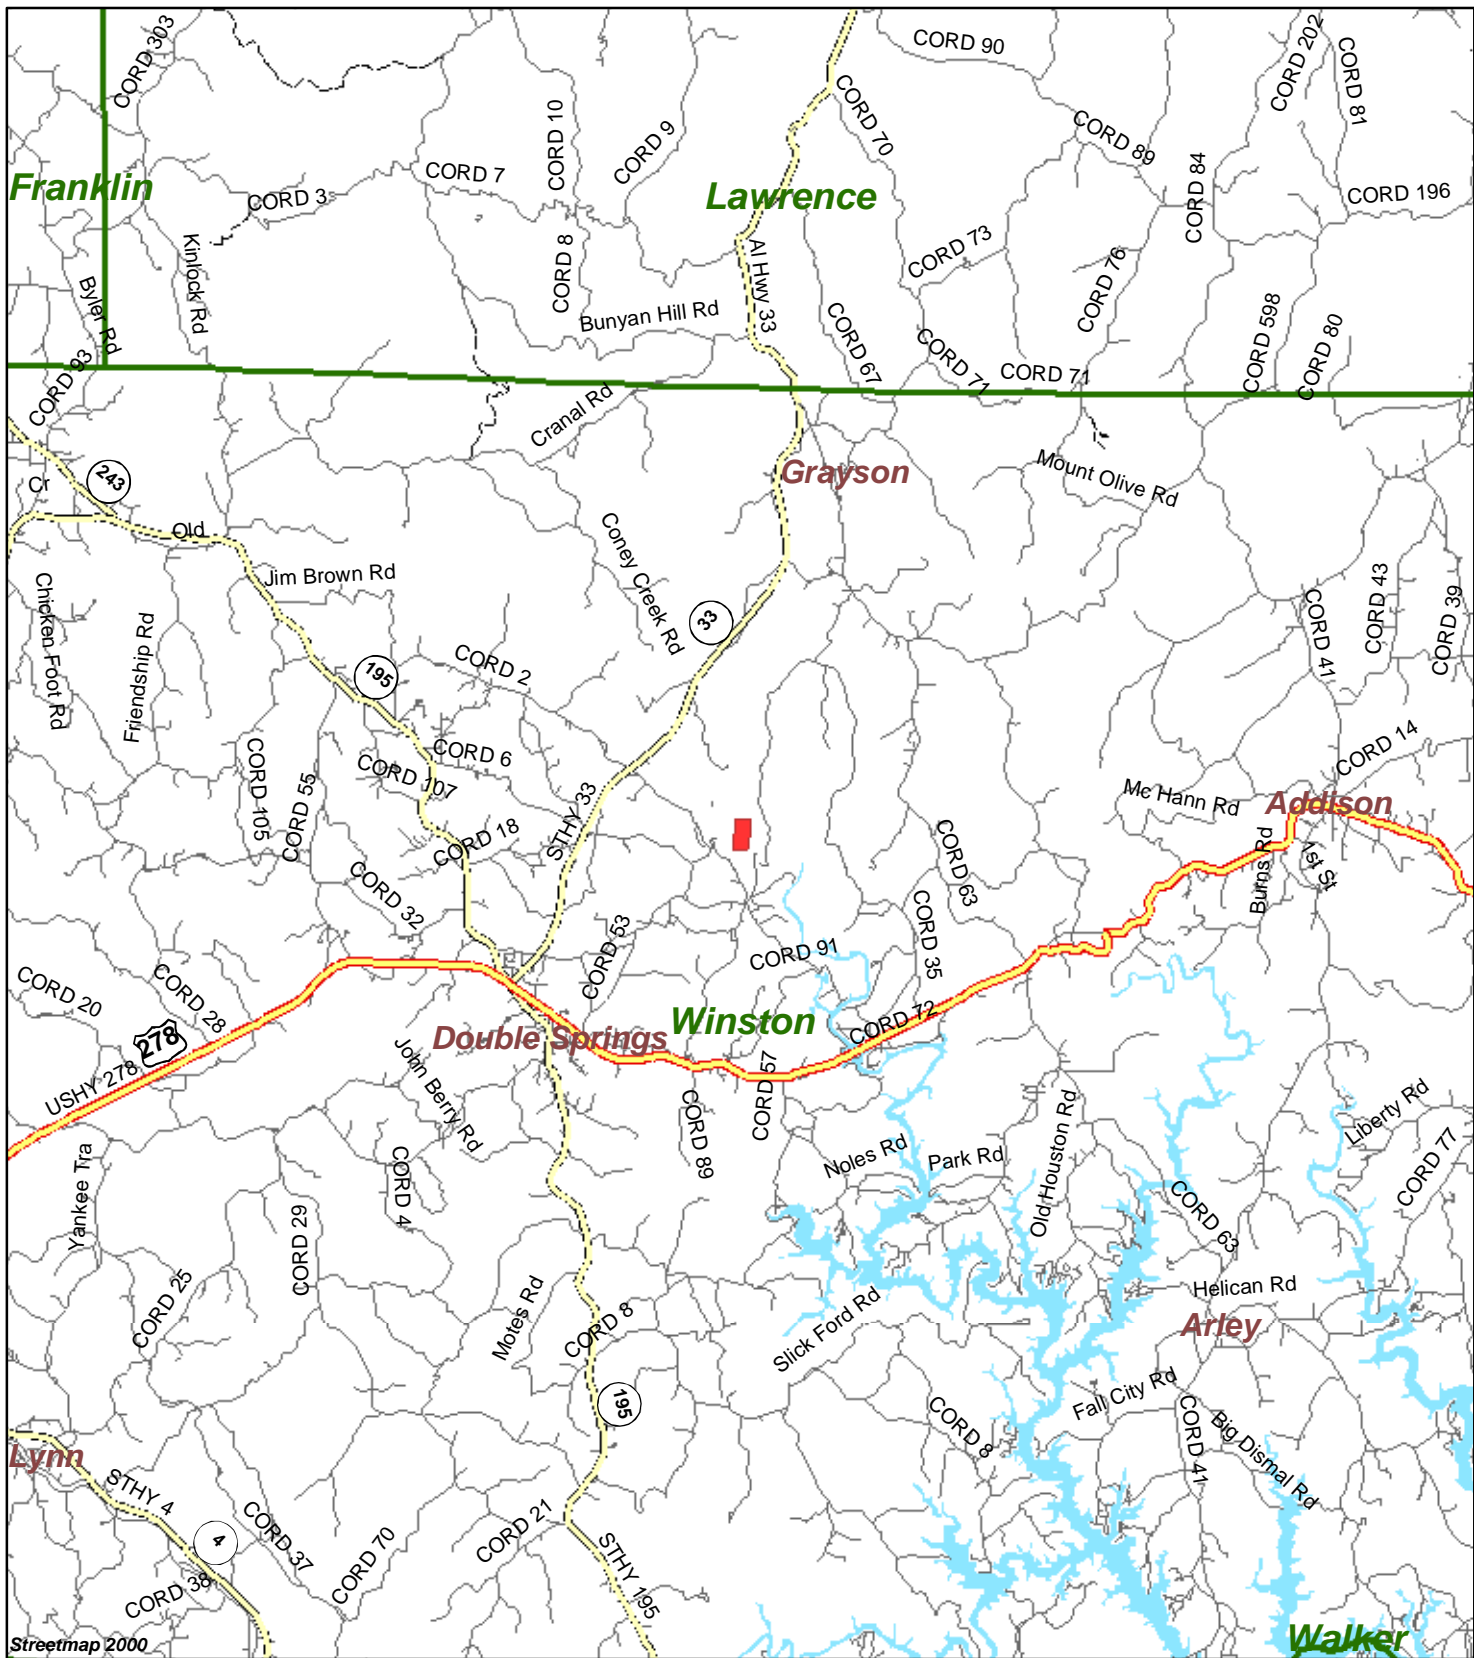 CORD 303
CORD 90
CORD 202
CORD 81
CORD 10
CORD 9
CORD 70
CORD 89
CORD 84
CORD 7
CORD 3
CORD 196
Franklin
Lawrence
Kinlock Rd
CORD 8
Al Hwy 33
CORD 73
CORD 76
Byler Rd
Bunyan Hill Rd
CORD 67
CORD 71
CORD 71
CORD 598
CORD 80
CORD 93
Cranal Rd
243
Cr
Grayson
Mount Olive Rd
Old
Coney Creek Rd
Jim Brown Rd
Chicken Foot Rd
Friendship Rd
33
CORD 41
CORD 43
CORD 39
195
CORD 2
CORD 6
CORD 107
CORD 105
CORD 55
STHY 33
CORD 14
Mc Hann Rd
Addison
CORD 18
CORD 63
Burns Rd
1st St
CORD 32
CORD 53
CORD 91
CORD 35
CORD 20
CORD 28
278
USHY 278
Double Springs
Winston
CORD 72
John Berry Rd
CORD 57
CORD 89
Noles Rd
Park Rd
Old Houston Rd
Liberty Rd
CORD 77
Yankee Tra
CORD 4
CORD 29
CORD 63
CORD 25
Motes Rd
CORD 8
Slick Ford Rd
Helican Rd
Arley
195
Fall City Rd
CORD 8
CORD 41
Big Dismal Rd
Lynn
STHY 4
4
CORD 37
CORD 70
CORD 21
STHY 195
CORD 38
Streetmap 2000
Walker